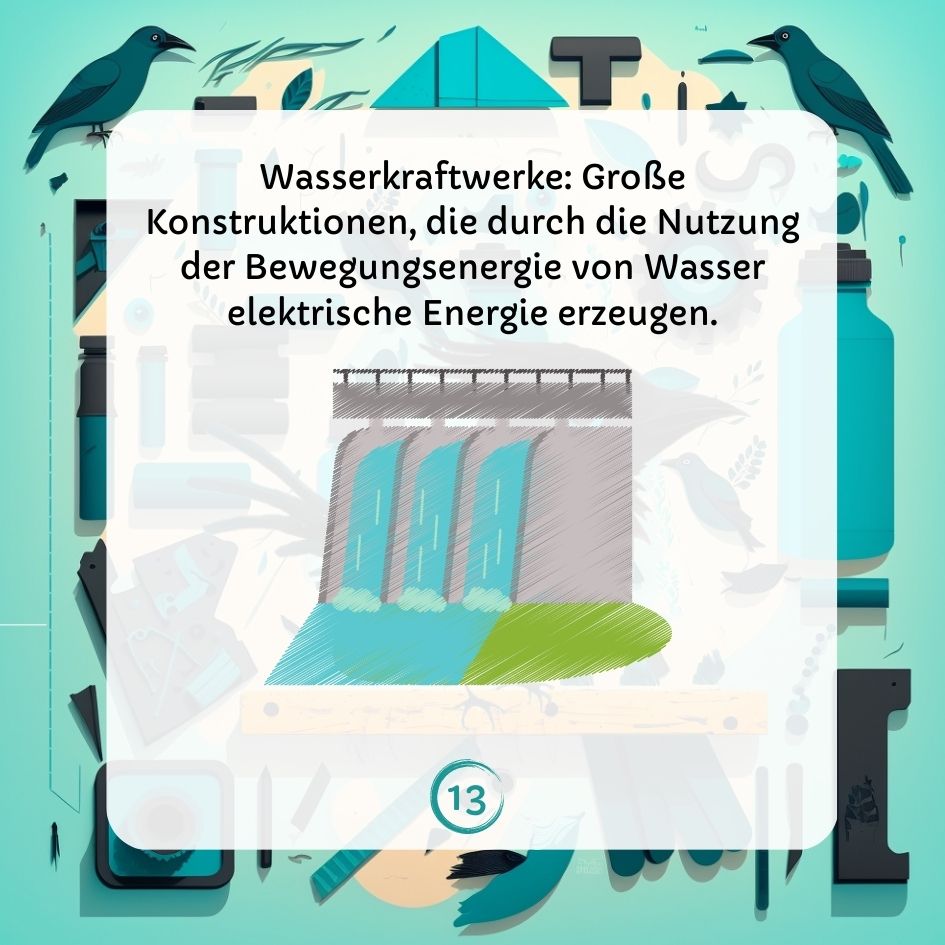 Wasserkraftwerke: Große
Konstruktionen, die durch die Nutzung
der Bewegungsenergie von Wasser
elektrische Energie erzeugen.
13